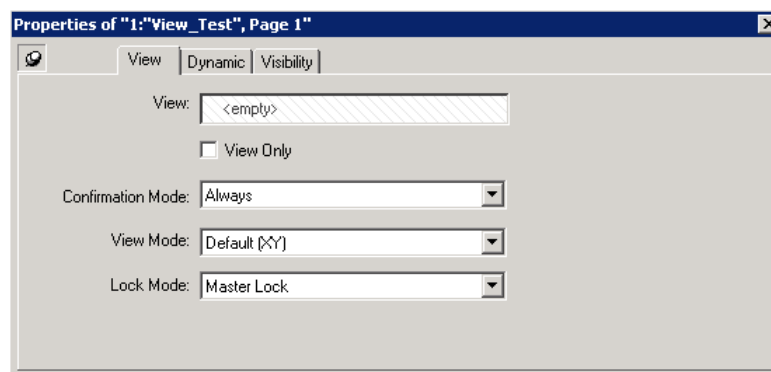 Properties of "1:"View_Test", Page 1"
View Dynamic Visibility
View: <empty>
View Only
Confirmation Mode: Always
View Mode: Default (XY)
Lock Mode: Master Lock